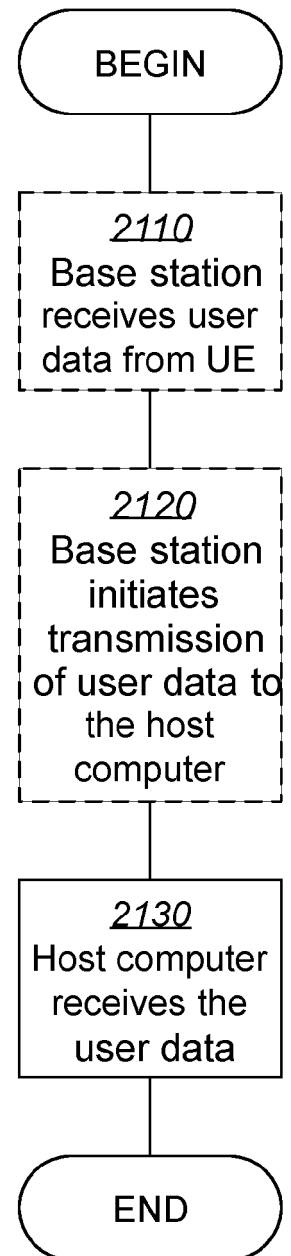 BEGIN
2110
Base station
receives user
data from UE
2120
Base station
initiates
transmission
of user data to
the host
computer
2130
Host computer
receives the
user data
END